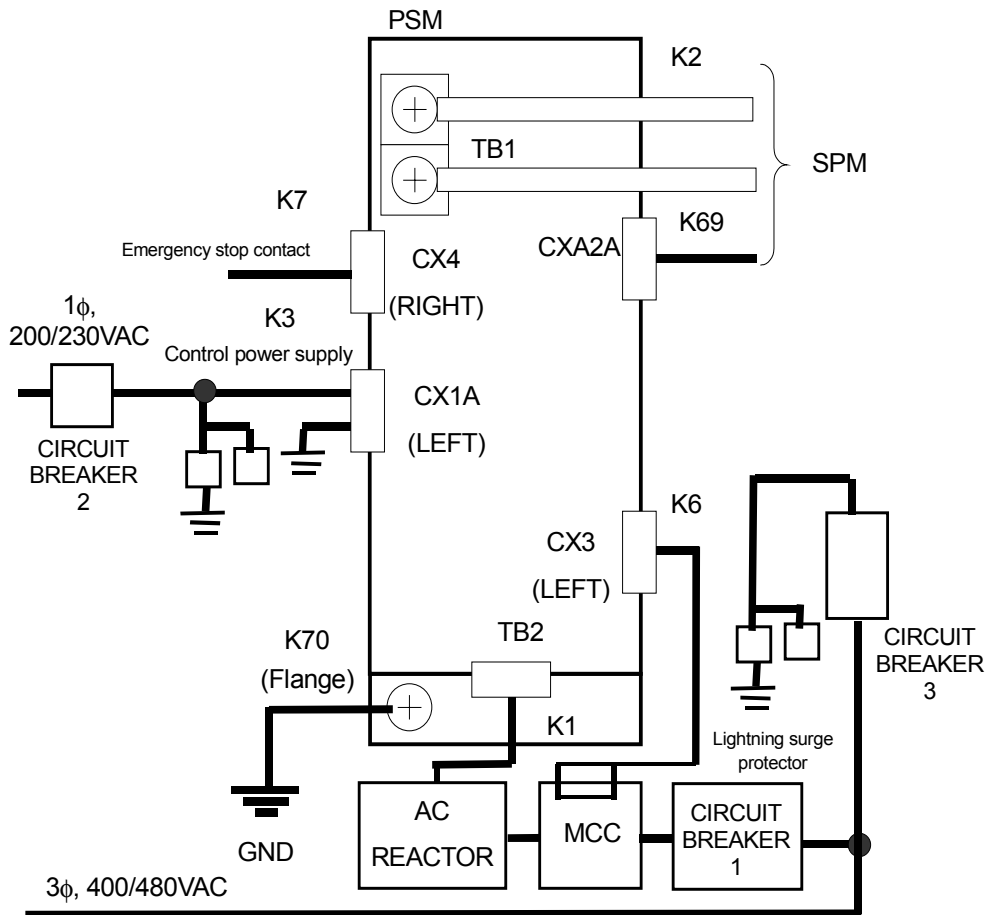 PSM
K2
TB1
SPM
K7
K69
Emergency stop contact
CX4
CXA2A
(RIGHT)
1ϕ,
200/230VAC
K3
Control power supply
CX1A
(LEFT)
CIRCUIT
BREAKER
2
K6
CX3
(LEFT)
TB2
K70
(Flange)
K1
CIRCUIT
BREAKER
3
Lightning surge
protector
AC
REACTOR
MCC
CIRCUIT
BREAKER
1
GND
3ϕ, 400/480VAC